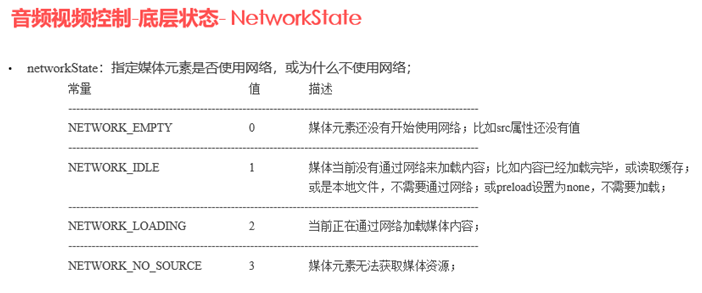 音频视频控制-底层状态- NetworkState
• networkState：指定媒体元素是否使用网络，或为什么不使用网络；
常量 值 描述
NETWORK_EMPTY 0 媒体元素还没有开始使用网络；比如src属性还没有值
NETWORK_IDLE 1 媒体当前没有通过网络来加载内容；比如内容已经加载完毕，或读取缓存；
或是本地文件，不需要通过网络；或preload设置为none，不需要加载；
NETWORK_LOADING 2 当前正在通过网络加载媒体内容；
NETWORK_NO_SOURCE 3 媒体元素无法获取媒体资源；